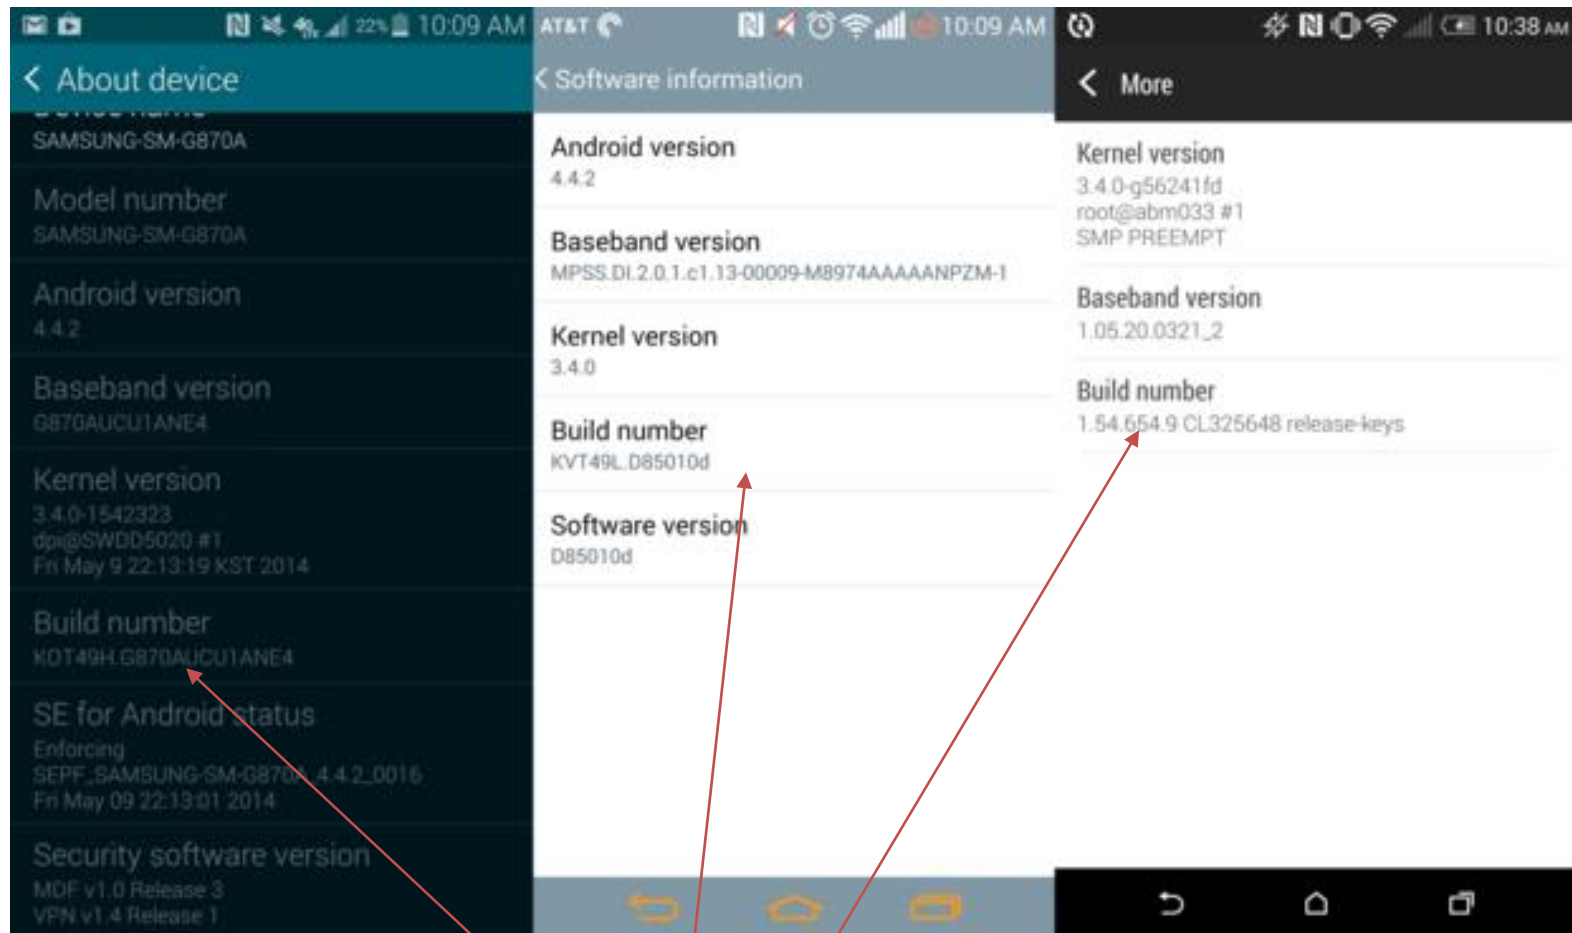 22% 10:09 AM
About device
Device name
SAMSUNG-SM-G870A
Model number
SAMSUNG-SM-G870A
Android version
4.4.2
Baseband version
G870AUCU1ANE4
Kernel version
3.4.0-1542323
dpi@SWDD5020 #1
Fri May 9 22:13:19 KST 2014
Build number
KOT49H.G870AUCU1ANE4
SE for Android status
Enforcing
SEPF_SAMSUNG-SM-G870A_4.4.2_0016
Fri May 09 22:13:01 2014
Security software version
MDF v1.0 Release 3
VPN v1.4 Release 1
AT&T 10:09 AM
Software information
Android version
4.4.2
Baseband version
MPSS.DI.2.0.1.c1.13-00009-M8974AAAAANPZM-1
Kernel version
3.4.0
Build number
KVT49L.D85010d
Software version
D85010d
10:38 AM
More
Kernel version
3.4.0-g56241fd
root@abm033 #1
SMP PREEMPT
Baseband version
1.05.20.0321_2
Build number
1.54.654.9 CL325648 release-keys